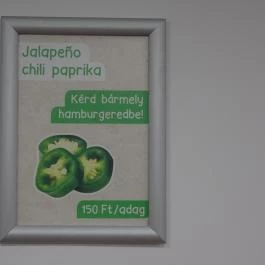 Jalapeño
chili paprika
Kérd bármely
hamburgeredbe!
150 Ft/adag